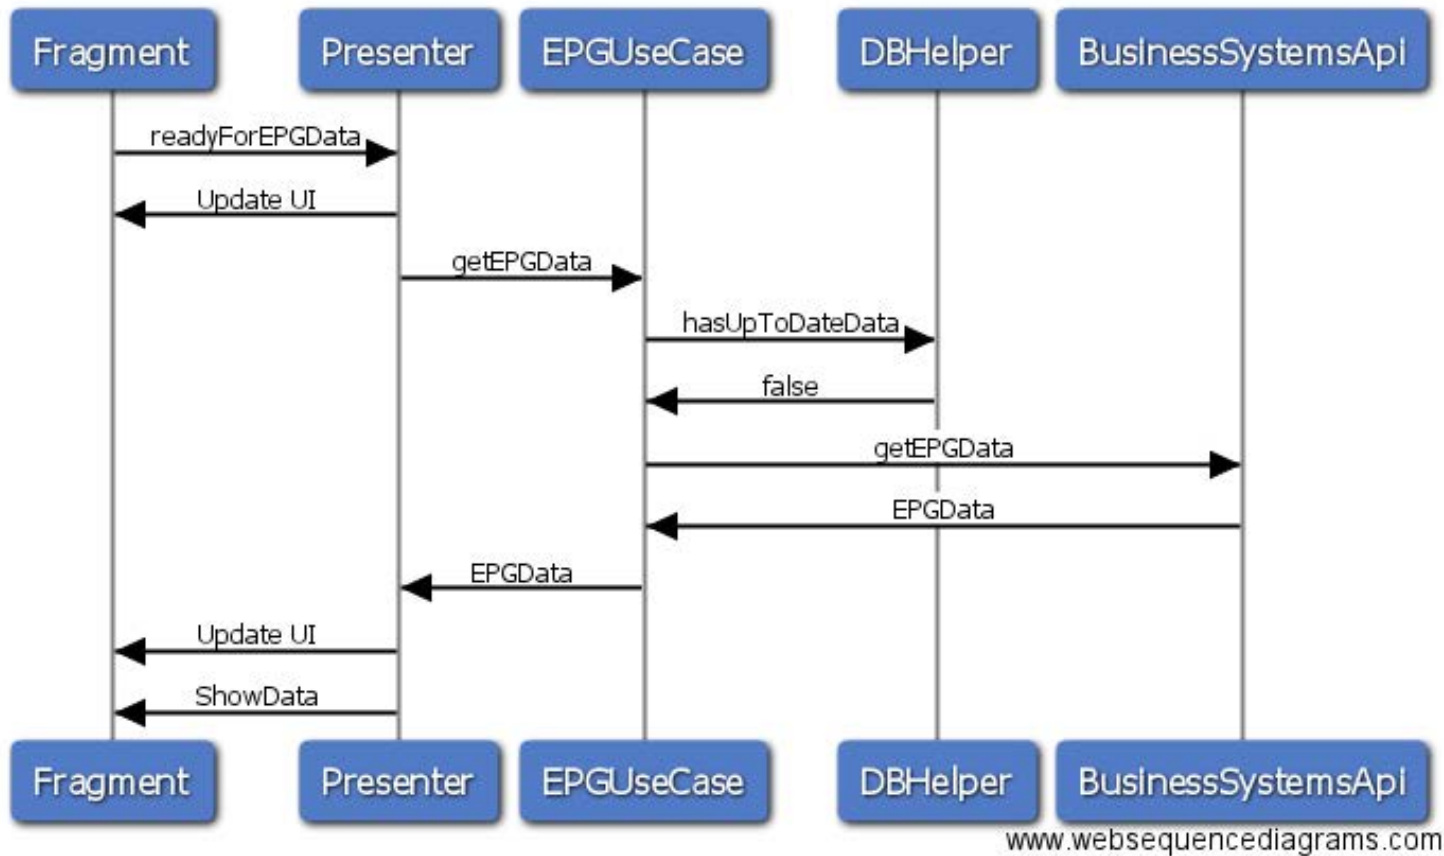 Fragment Presenter EPGUseCase DBHelper BusinessSystemsApi
readyForEPGData
Update UI
getEPGData
hasUpToDateData
false
getEPGData
EPGData
EPGData
Update UI
ShowData
Fragment Presenter EPGUseCase DBHelper BusinessSystemsApi
www.websequencediagrams.com